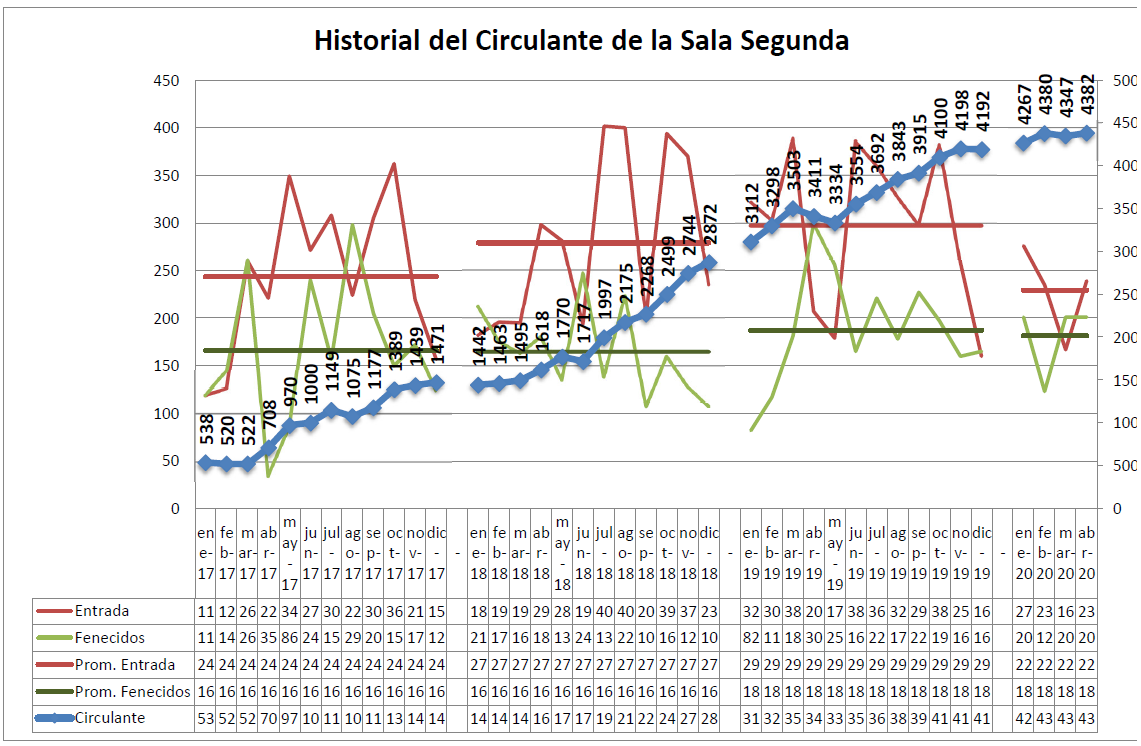 Historial del Circulante de la Sala Segunda
450 500
400 450
350 400
300 350
250 300
200 250
150 200
100 150
50 100
0 500
0
538 520 522 708 970 1000 1149 1075 1177 1389 1439 1471 1442 1463 1495 1618 1770 1717 1997 2175 2268 2499 2744 2872 3112 3298 3503 3411 3334 3554 3692 3843 3915 4100 4198 4192 4267 4380 4347 4382
ene-17 feb-17 mar-17 abr-17 may-17 jun-17 jul-17 ago-17 sep-17 oct-17 nov-17 dic-17 - ene-18 feb-18 mar-18 abr-18 may-18 jun-18 jul-18 ago-18 sep-18 oct-18 nov-18 dic-18 - ene-19 feb-19 mar-19 abr-19 may-19 jun-19 jul-19 ago-19 sep-19 oct-19 nov-19 dic-19 - ene-20 feb-20 mar-20 abr-20
Entrada 11 12 26 22 34 27 30 22 30 36 21 15 18 19 19 29 28 19 40 40 20 39 37 23 32 30 38 20 17 38 36 32 29 38 25 16 27 23 16 23
Fenecidos 11 14 26 35 86 24 15 29 20 15 17 12 21 17 16 18 13 24 13 22 10 16 12 10 82 11 18 30 25 16 22 17 22 19 16 16 20 12 20 20
Prom. Entrada 24 24 24 24 24 24 24 24 24 24 24 24 27 27 27 27 27 27 27 27 27 27 27 27 29 29 29 29 29 29 29 29 29 29 29 29 22 22 22 22
Prom. Fenecidos 16 16 16 16 16 16 16 16 16 16 16 16 16 16 16 16 16 16 16 16 16 16 16 16 18 18 18 18 18 18 18 18 18 18 18 18 18 18 18 18
Circulante 53 52 52 70 97 10 11 10 11 13 14 14 14 14 14 16 17 17 19 21 22 24 27 28 31 32 35 34 33 35 36 38 39 41 41 41 42 43 43 43